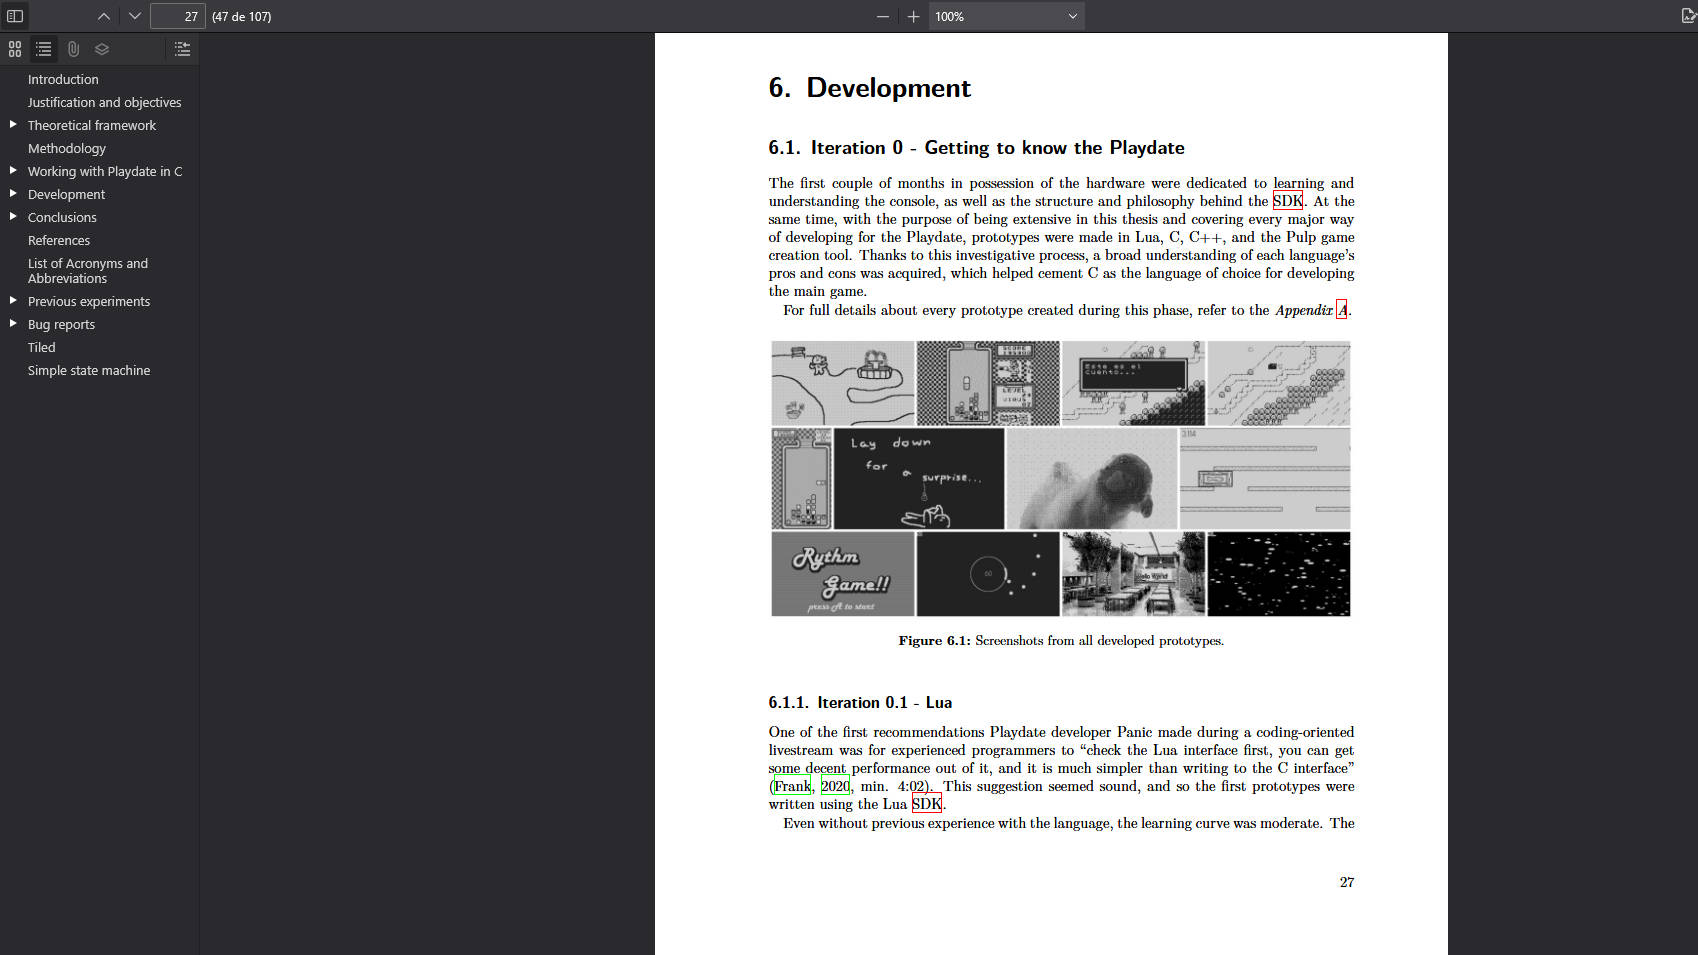 27 (47 de 107)
100%
Introduction
Justification and objectives
Theoretical framework
Methodology
Working with Playdate in C
Development
Conclusions
References
List of Acronyms and
Abbreviations
Previous experiments
Bug reports
Tiled
Simple state machine
6. Development
6.1. Iteration 0 - Getting to know the Playdate
The first couple of months in possession of the hardware were dedicated to learning and
understanding the console, as well as the structure and philosophy behind the SDK. At the
same time, with the purpose of being extensive in this thesis and covering every major way
of developing for the Playdate, prototypes were made in Lua, C, C++, and the Pulp game
creation tool. Thanks to this investigative process, a broad understanding of each language's
pros and cons was acquired, which helped cement C as the language of choice for developing
the main game.
For full details about every prototype created during this phase, refer to the Appendix A.
SCORE
LEVEL
Este es el
cuento...
Lay down
for a
surprise...
3.114
Rythm
Game!!
press A to start
60
Hello World
Figure 6.1: Screenshots from all developed prototypes.
6.1.1. Iteration 0.1 - Lua
One of the first recommendations Playdate developer Panic made during a coding-oriented
livestream was for experienced programmers to “check the Lua interface first, you can get
some decent performance out of it, and it is much simpler than writing to the C interface”
(Frank, 2020, min. 4:02). This suggestion seemed sound, and so the first prototypes were
written using the Lua SDK.
Even without previous experience with the language, the learning curve was moderate. The
27